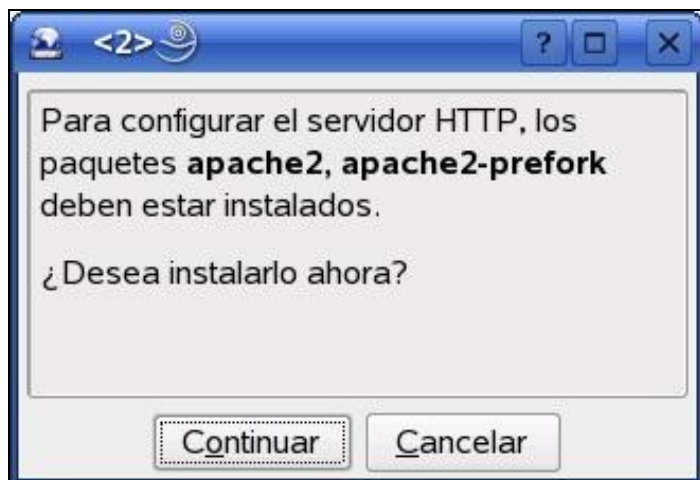 <2>
?
Para configurar el servidor HTTP, los
paquetes apache2, apache2-prefork
deben estar instalados.
¿Desea instalarlo ahora?
Continuar
Cancelar